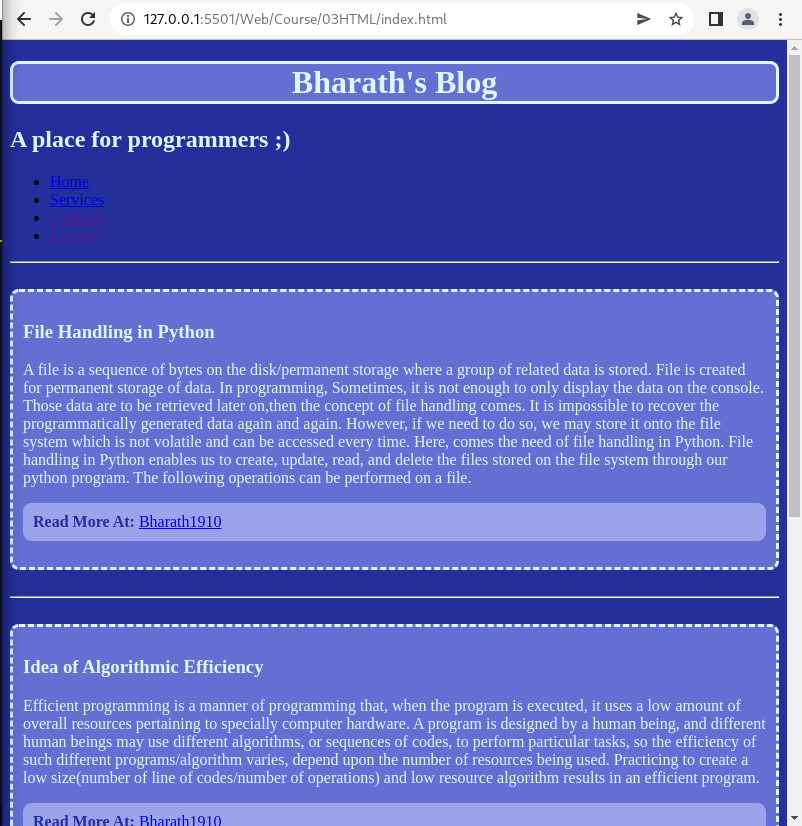 127.0.0.1:5501/Web/Course/03HTML/index.html
Bharath's Blog
A place for programmers ;)
Home
Services
File Handling in Python
A file is a sequence of bytes on the disk/permanent storage where a group of related data is stored. File is created
for permanent storage of data. In programming, Sometimes, it is not enough to only display the data on the console.
Those data are to be retrieved later on,then the concept of file handling comes. It is impossible to recover the
programmatically generated data again and again. However, if we need to do so, we may store it onto the file
system which is not volatile and can be accessed every time. Here, comes the need of file handling in Python. File
handling in Python enables us to create, update, read, and delete the files stored on the file system through our
python program. The following operations can be performed on a file.
Read More At: Bharath1910
Idea of Algorithmic Efficiency
Efficient programming is a manner of programming that, when the program is executed, it uses a low amount of
overall resources pertaining to specially computer hardware. A program is designed by a human being, and different
human beings may use different algorithms, or sequences of codes, to perform particular tasks, so the efficiency of
such different programs/algorithm varies, depend upon the number of resources being used. Practicing to create a
low size(number of line of codes/number of operations) and low resource algorithm results in an efficient program.
Read More At: Bharath1910